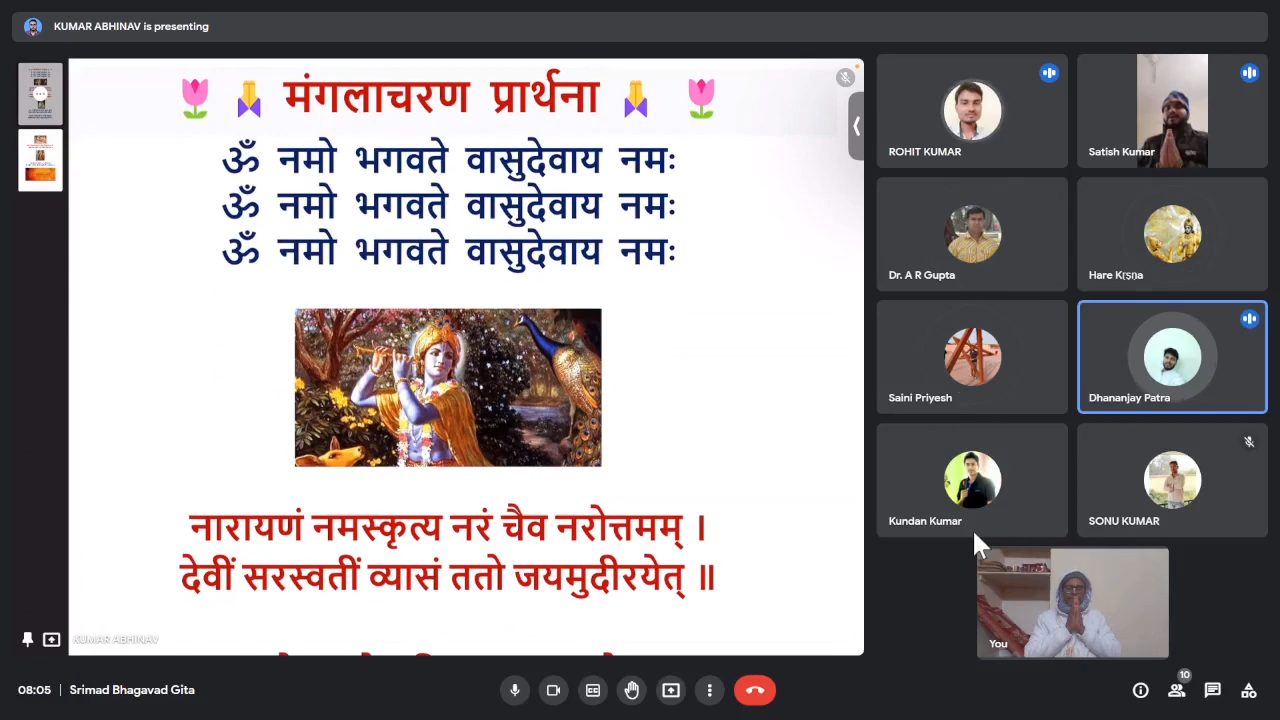 KUMAR ABHINAV is presenting
मंगलाचरण प्रार्थना
ॐ नमो भगवते वासुदेवाय नमः
ॐ नमो भगवते वासुदेवाय नमः
ॐ नमो भगवते वासुदेवाय नमः
नारायणं नमस्कृत्य नरं चैव नरोत्तमम् ।
देवीं सरस्वतीं व्यासं ततो जयमुदीरयेत् ॥
KUMAR ABHINAV
ROHIT KUMAR
Satish Kumar
Dr. A R Gupta
Hare Kṛṣṇa
Saini Priyesh
Dhananjay Patra
Kundan Kumar
SONU KUMAR
You
08:05 | Srimad Bhagavad Gita
10